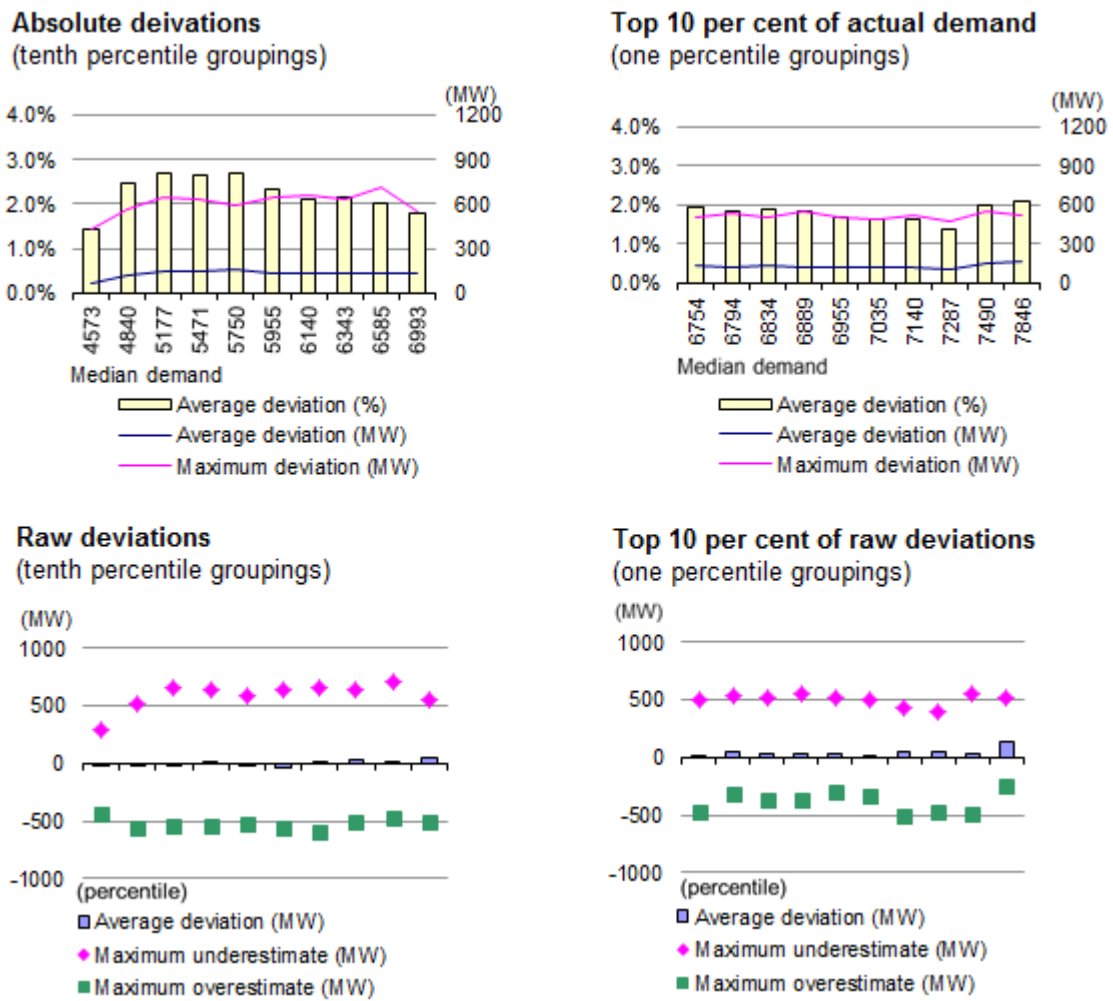 Absolute deivations
(tenth percentile groupings)
(MW)
4.0% 1200
3.0% 900
2.0% 600
1.0% 300
0.0% 0
4573 4840 5177 5471 5750 5955 6140 6343 6585 6993
Median demand
Average deviation (%)
Average deviation (MW)
Maximum deviation (MW)
Top 10 per cent of actual demand
(one percentile groupings)
(MW)
4.0% 1200
3.0% 900
2.0% 600
1.0% 300
0.0% 0
6754 6794 6834 6889 6955 7035 7140 7287 7490 7846
Median demand
Average deviation (%)
Average deviation (MW)
Maximum deviation (MW)
Raw deviations
(tenth percentile groupings)
(MW)
1000
500
0
-500
-1000
(percentile)
Average deviation (MW)
Maximum underestimate (MW)
Maximum overestimate (MW)
Top 10 per cent of raw deviations
(one percentile groupings)
(MW)
1000
500
0
-500
-1000
(percentile)
Average deviation (MW)
Maximum underestimate (MW)
Maximum overestimate (MW)